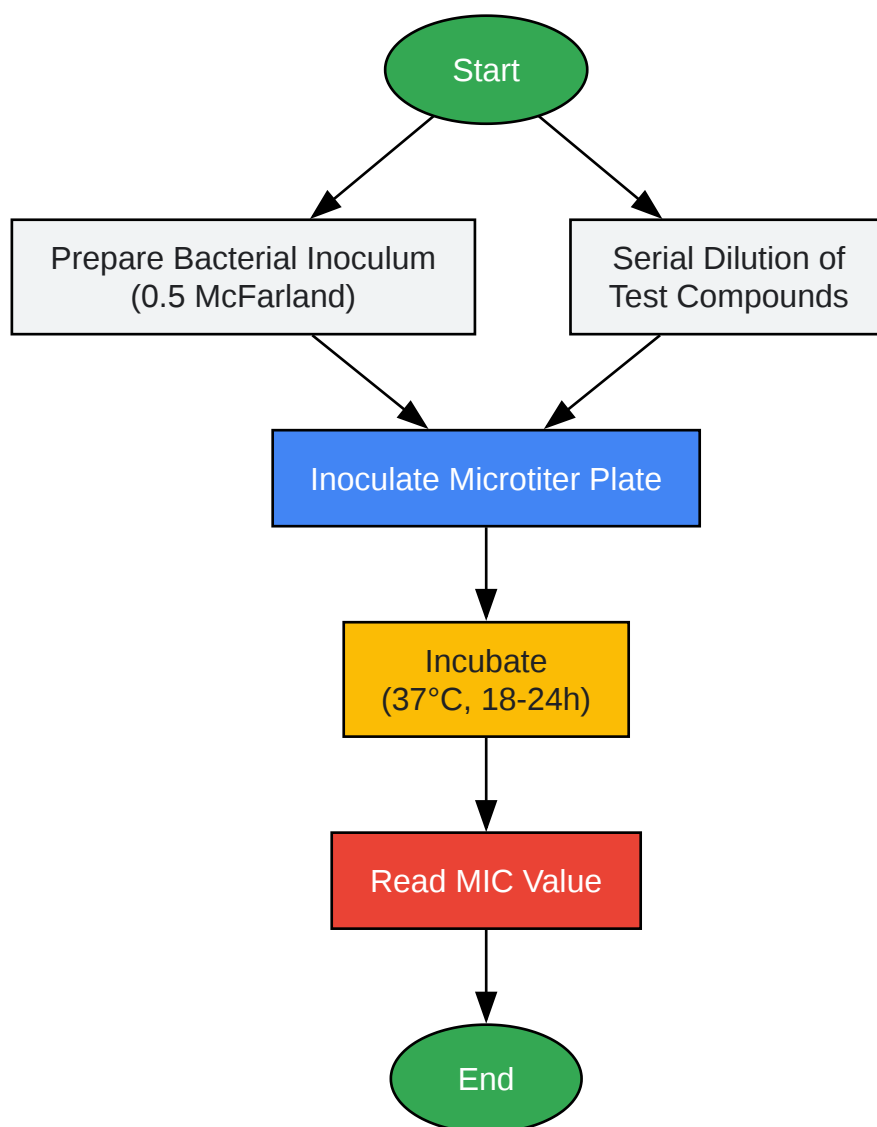 Start
Prepare Bacterial Inoculum
(0.5 McFarland)
Serial Dilution of
Test Compounds
Inoculate Microtiter Plate
Incubate
(37°C, 18-24h)
Read MIC Value
End